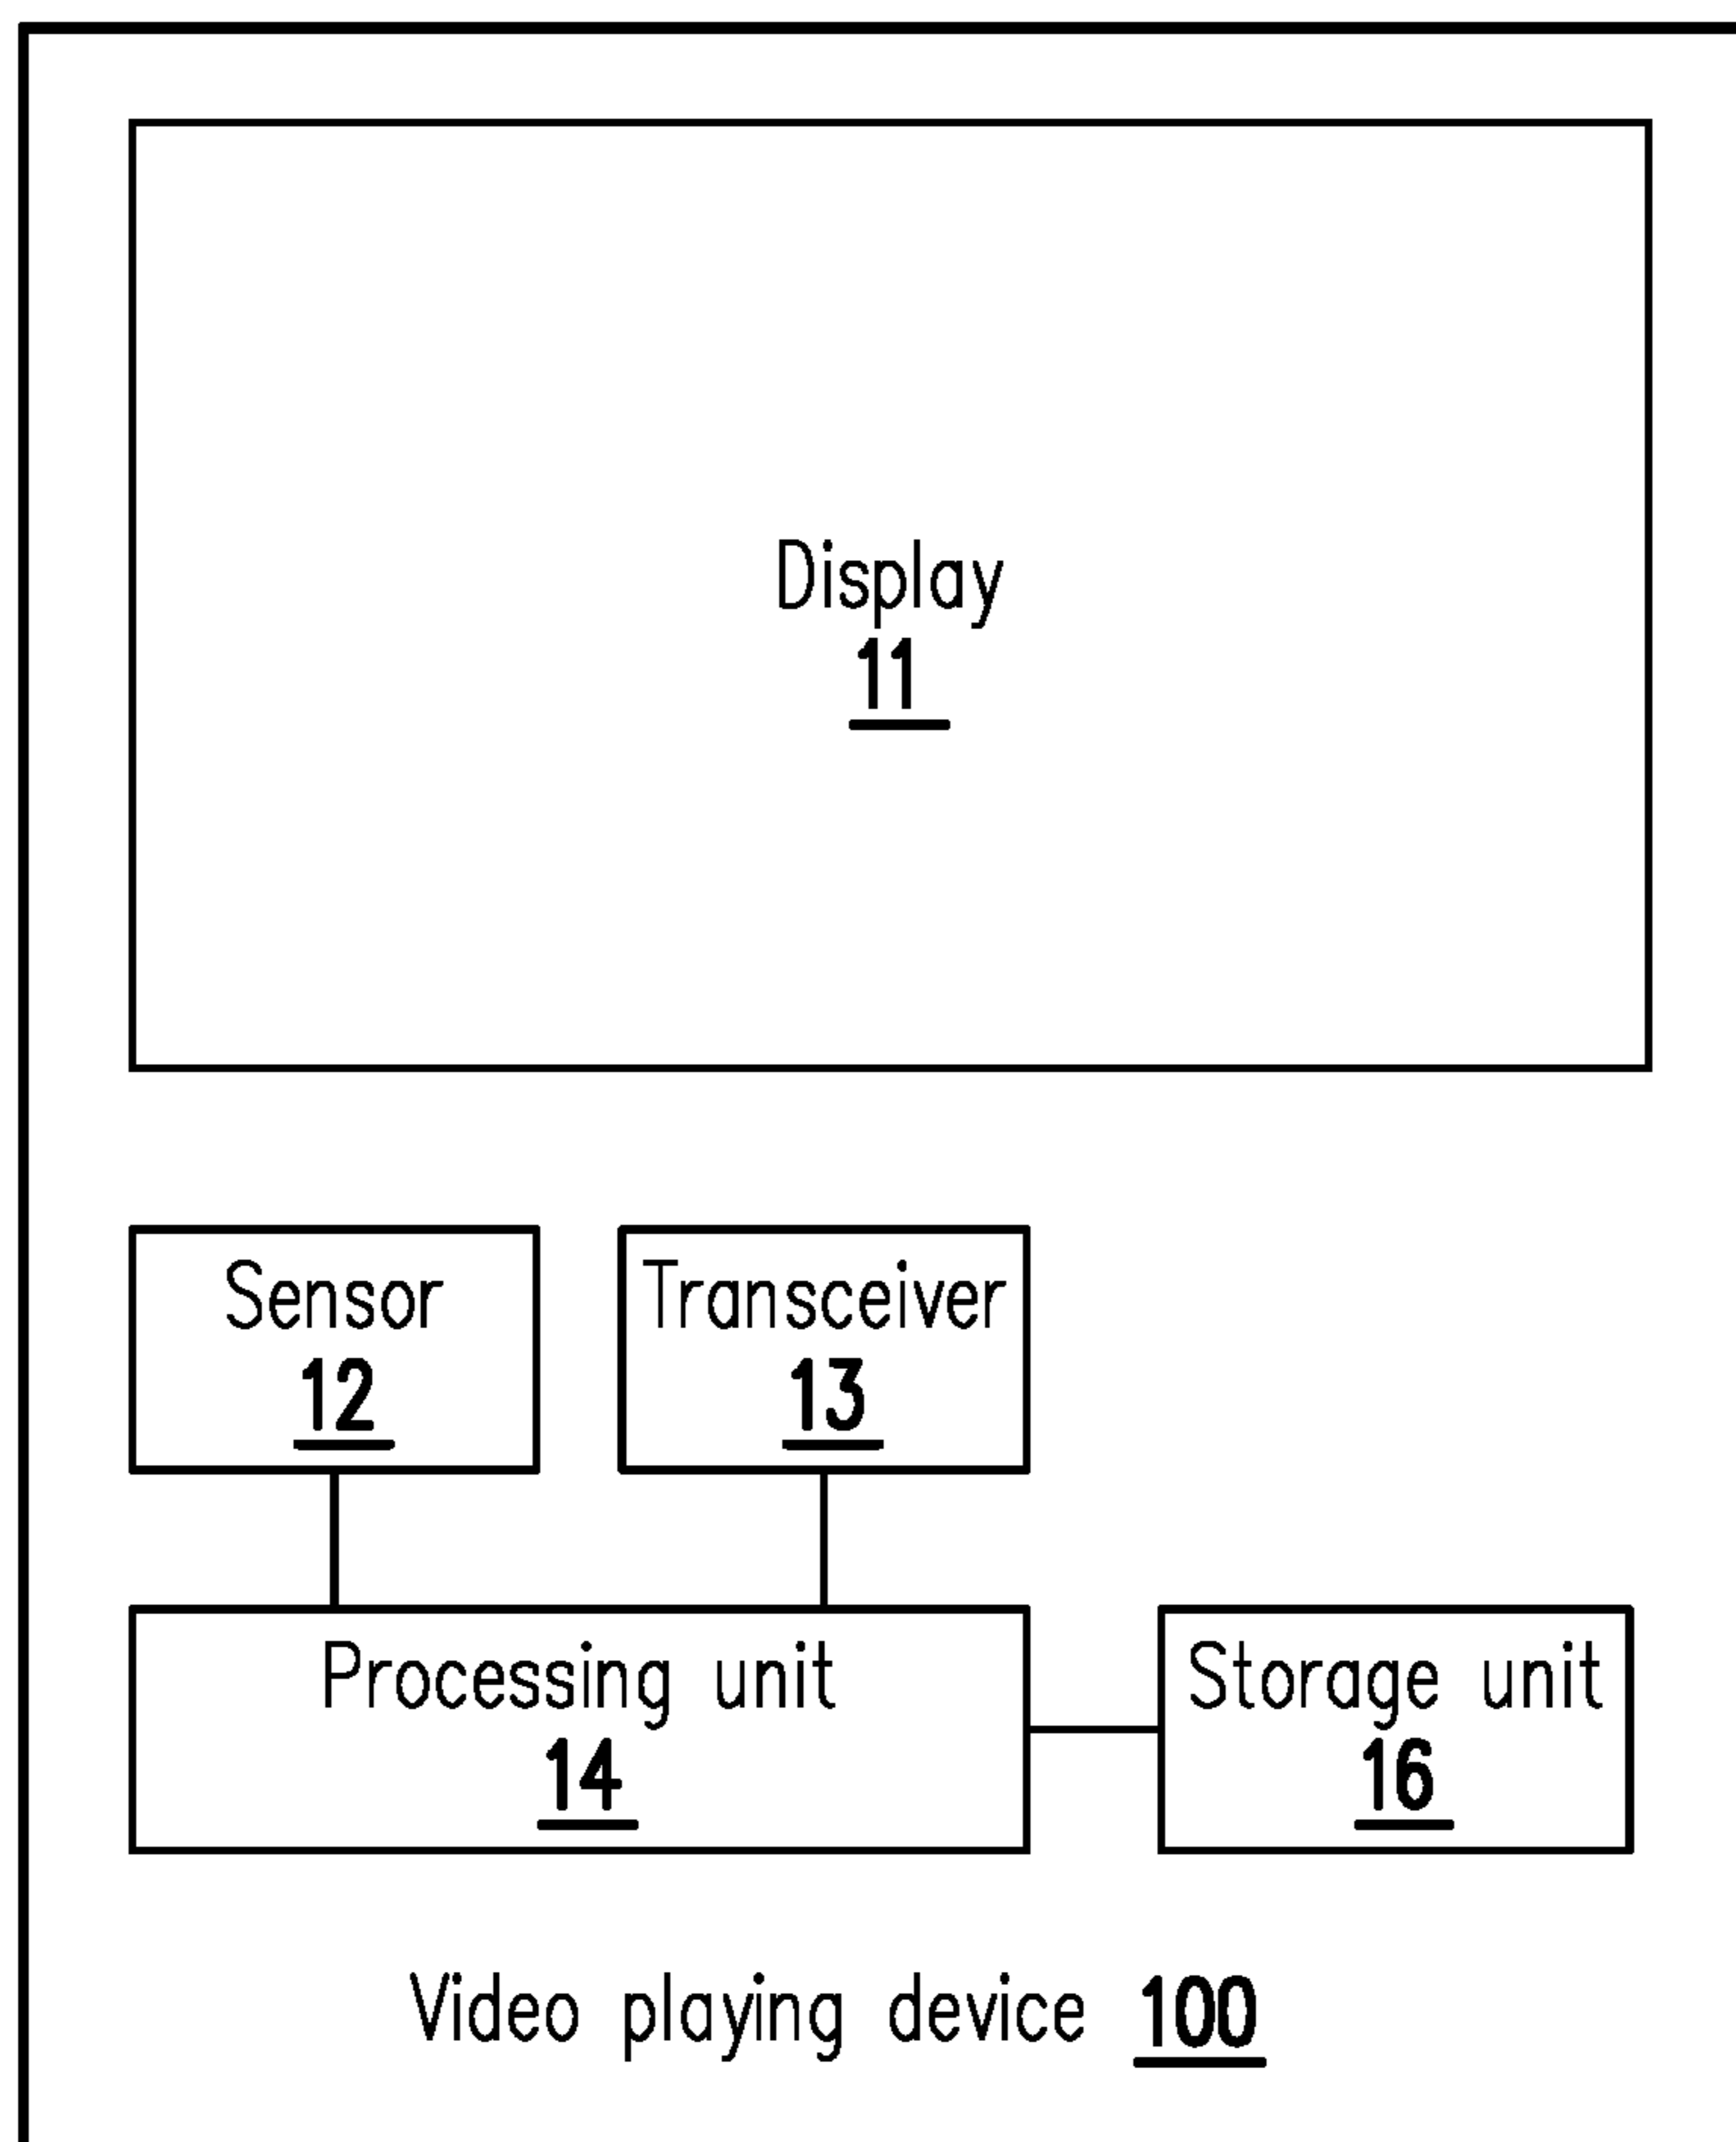 Display
11
Sensor
12
Transceiver
13
Processing unit
14
Storage unit
16
Video playing device 100